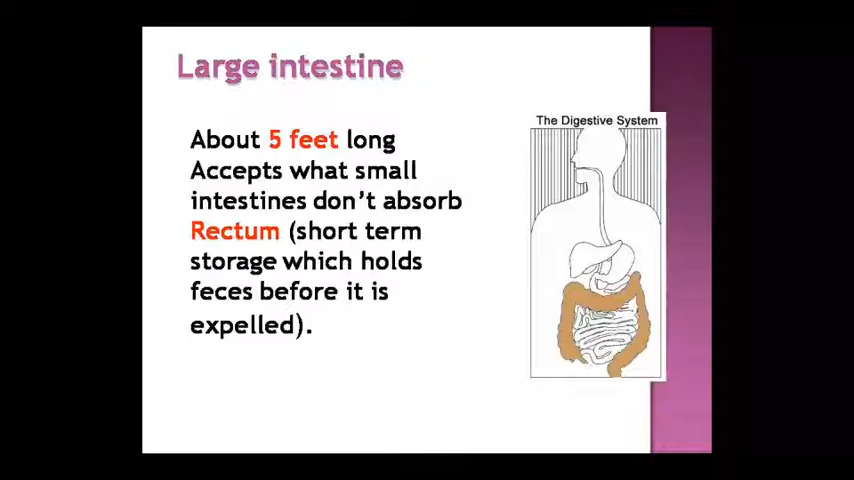 Large intestine
The Digestive System
About 5 feet long
Accepts what small
intestines don't absorb
Rectum (short term
storage which holds
feces before it is
expelled).